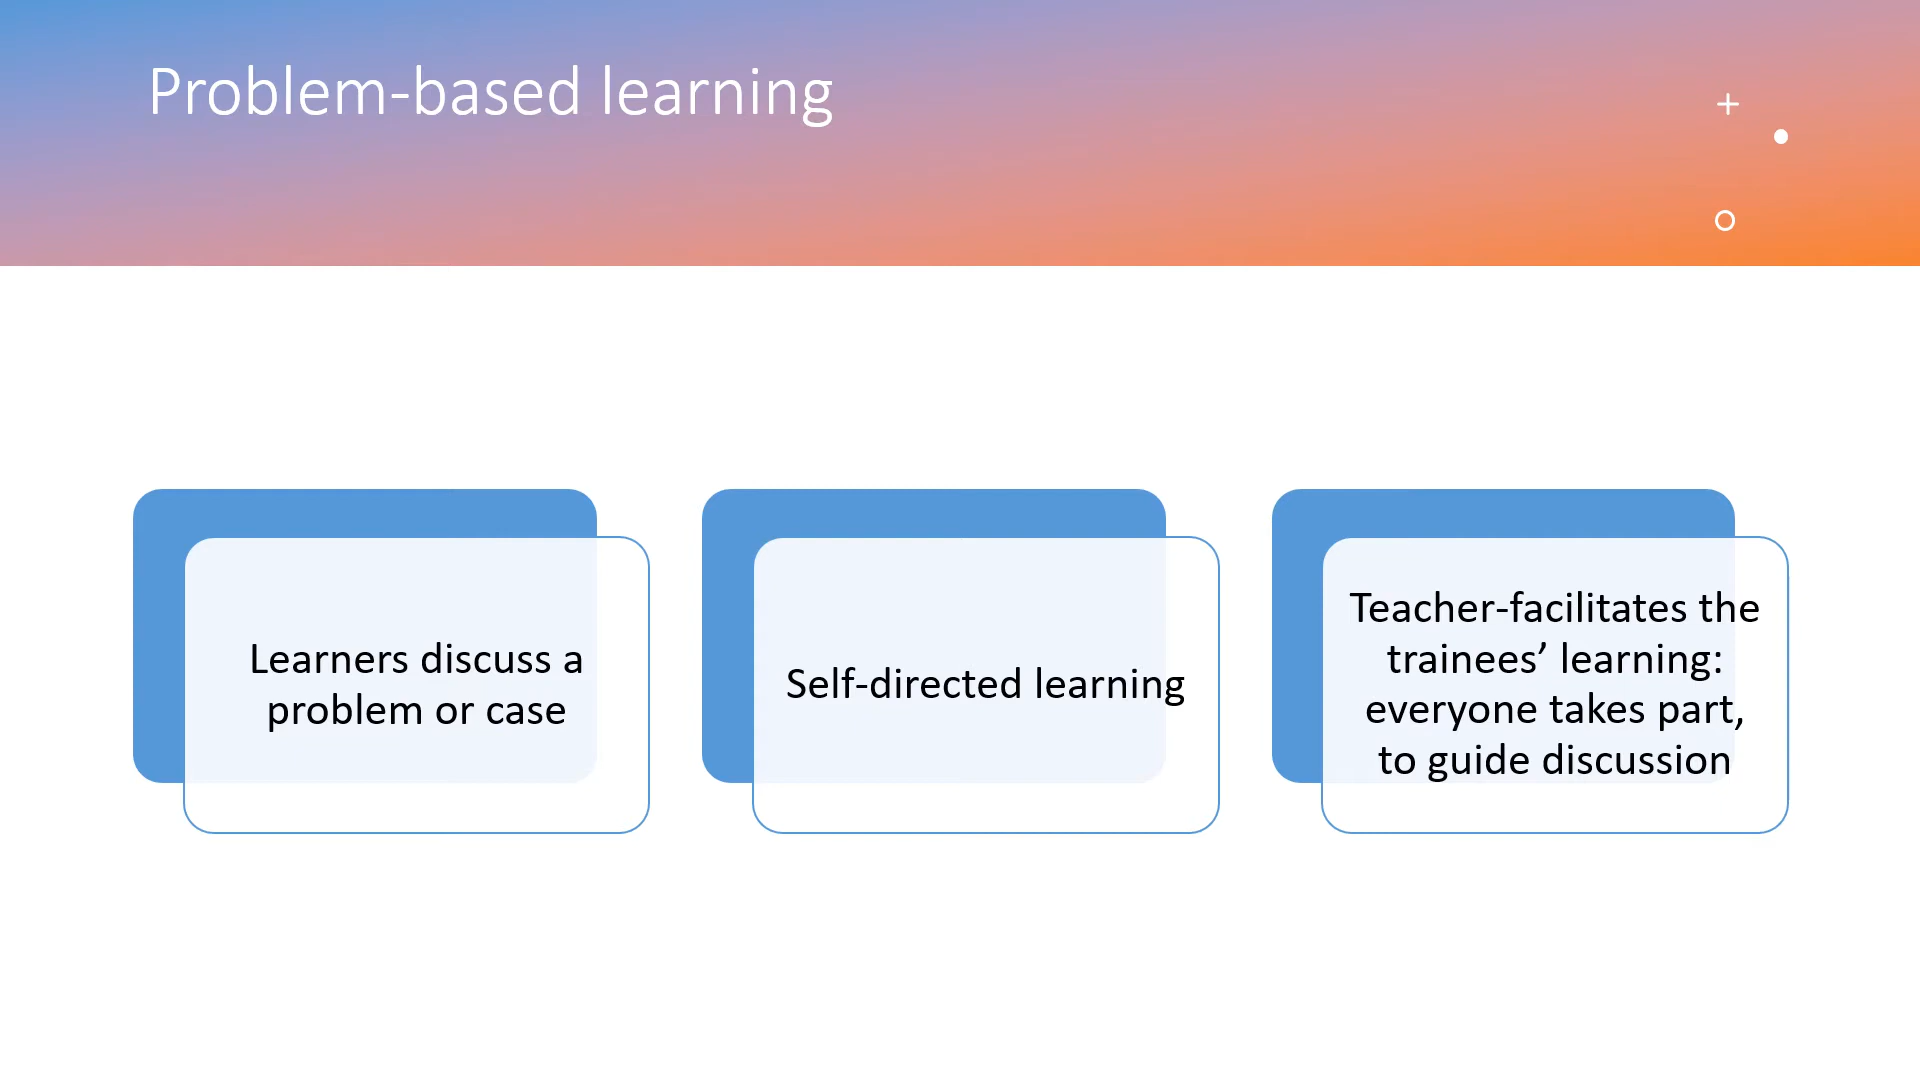 Problem-based learning
Learners discuss a
problem or case
Self-directed learning
Teacher-facilitates the
trainees’ learning:
everyone takes part,
to guide discussion